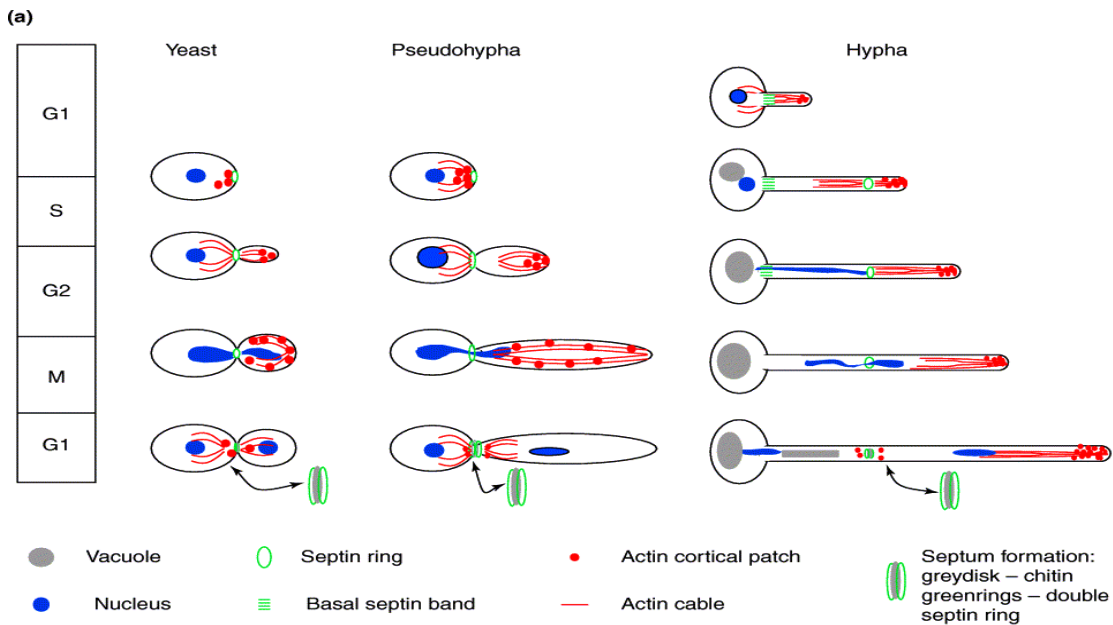 (a)
Yeast
Pseudohypha
Hypha
G1
S
G2
M
G1
Vacuole
Septin ring
Actin cortical patch
Septum formation:
greydisk – chitin
greenrings – double
septin ring
Nucleus
Basal septin band
Actin cable